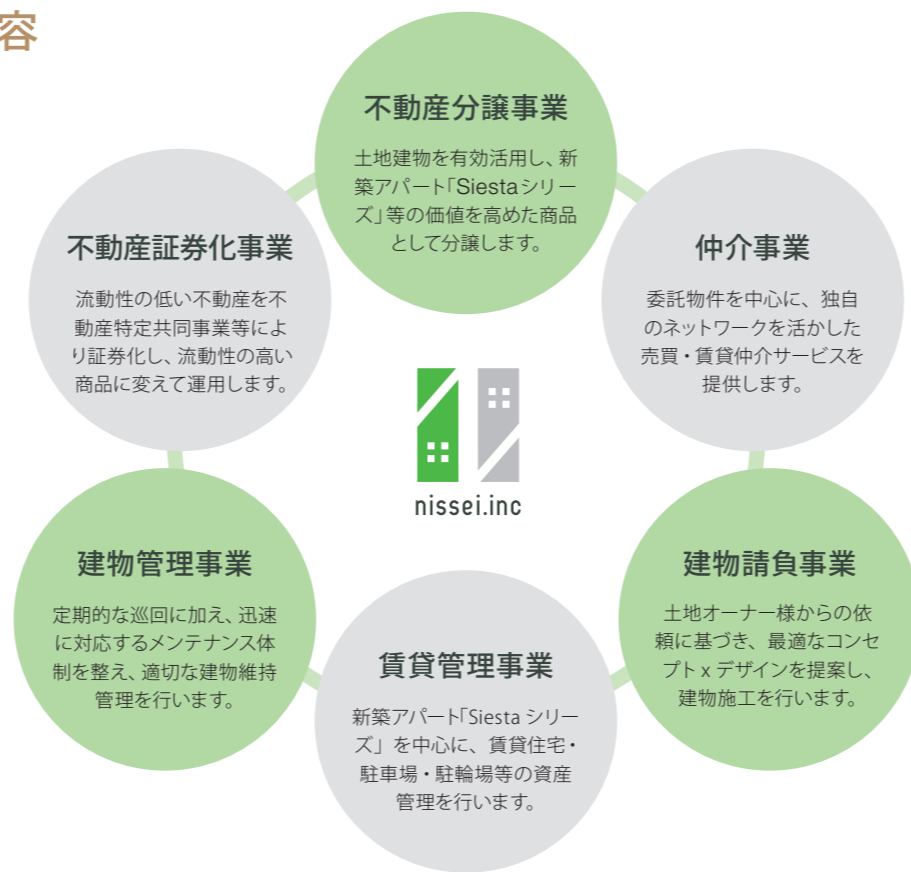 容
不動産分譲事業
土地建物を有効活用し、新
築アパート「Siestaシリー
ズ」等の価値を高めた商品
として分譲します。
不動産証券化事業
流動性の低い不動産を不
動産特定共同事業等によ
り証券化し、流動性の高い
商品に変えて運用します。
仲介事業
委託物件を中心に、独自
のネットワークを活かした
売買・賃貸仲介サービスを
提供します。
nissei.inc
建物管理事業
定期的な巡回に加え、迅速
に対応するメンテナンス体
制を整え、適切な建物維持
管理を行います。
建物請負事業
土地オーナー様からの依
頼に基づき、最適なコンセ
プト x デザインを提案し、
建物施工を行います。
賃貸管理事業
新築アパート「Siesta シリー
ズ」を中心に、賃貸住宅・
駐車場・駐輪場等の資産
管理を行います。